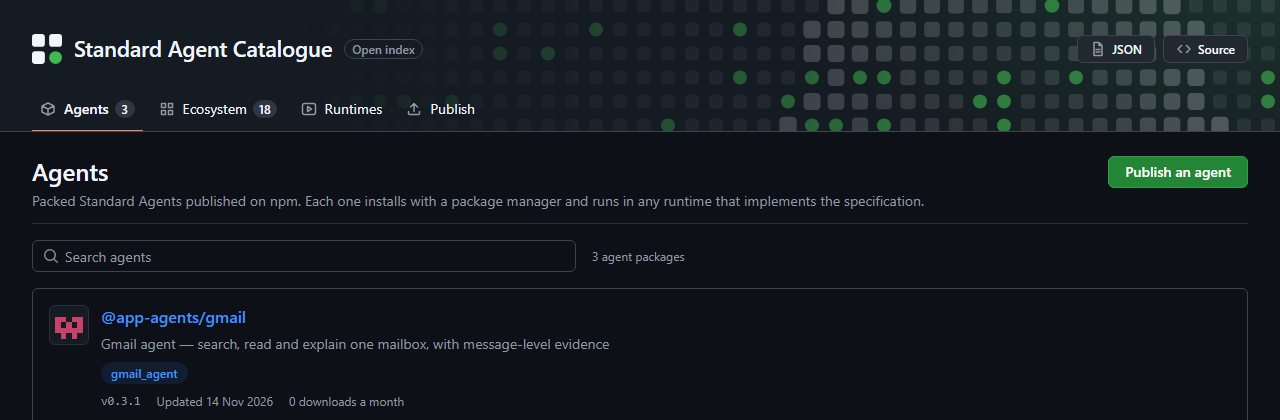 Standard Agent Catalogue
Open index
JSON
Source
Agents 3
Ecosystem 18
Runtimes
Publish
Agents
Publish an agent
Packed Standard Agents published on npm. Each one installs with a package manager and runs in any runtime that implements the specification.
Search agents
3 agent packages
@app-agents/gmail
Gmail agent — search, read and explain one mailbox, with message-level evidence
gmail_agent
v0.3.1 Updated 14 Nov 2026 0 downloads a month